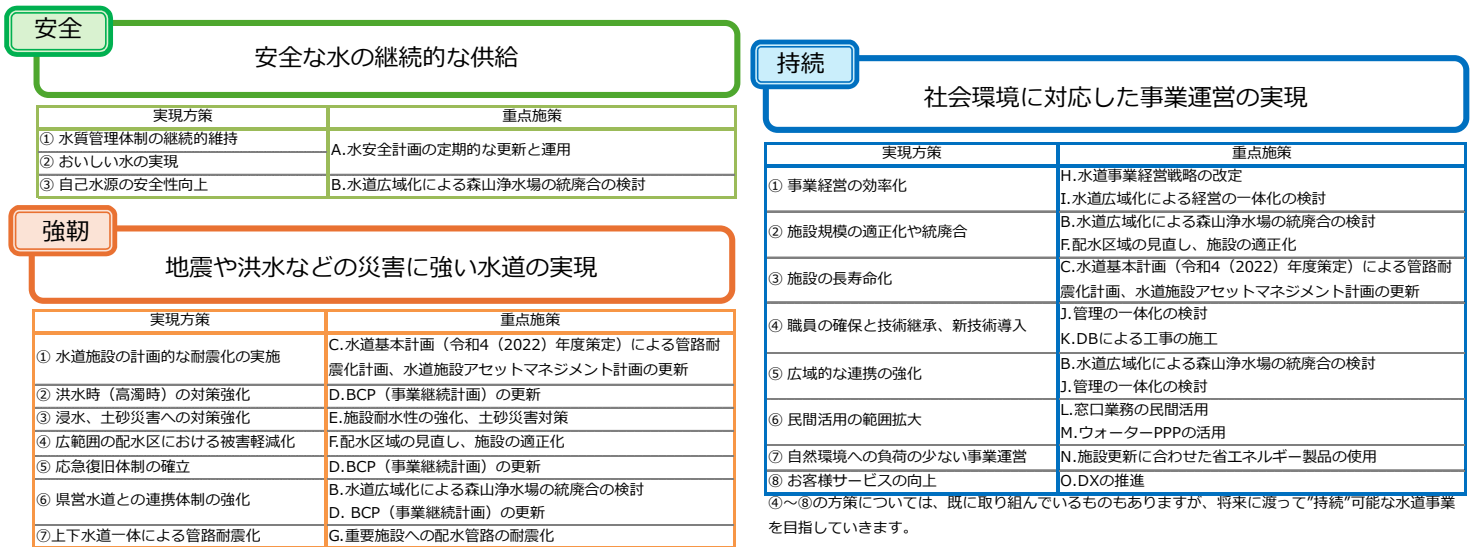 安全
安全な水の継続的な供給
実現方策 重点施策
① 水質管理体制の継続的維持
② おいしい水の実現
A.水安全計画の定期的な更新と運用
③ 自己水源の安全性向上 B.水道広域化による森山浄水場の統廃合の検討
強靭
地震や洪水などの災害に強い水道の実現
実現方策 重点施策
① 水道施設の計画的な耐震化の実施
C.水道基本計画（令和4（2022）年度策定）による管路耐
震化計画、水道施設アセットマネジメント計画の更新
② 洪水時（高濁時）の対策強化 D.BCP（事業継続計画）の更新
③ 浸水、土砂災害への対策強化 E.施設耐水性の強化、土砂災害対策
④ 広範囲の配水区における被害軽減化 F.配水区域の見直し、施設の適正化
⑤ 応急復旧体制の確立 D.BCP（事業継続計画）の更新
⑥ 県営水道との連携体制の強化
B.水道広域化による森山浄水場の統廃合の検討
D. BCP（事業継続計画）の更新
⑦上下水道一体による管路耐震化 G.重要施設への配水管路の耐震化
持続
社会環境に対応した事業運営の実現
実現方策 重点施策
① 事業経営の効率化
H.水道事業経営戦略の改定
I.水道広域化による経営の一体化の検討
② 施設規模の適正化や統廃合
B.水道広域化による森山浄水場の統廃合の検討
F.配水区域の見直し、施設の適正化
③ 施設の長寿命化
C.水道基本計画（令和4（2022）年度策定）による管路耐
震化計画、水道施設アセットマネジメント計画の更新
④ 職員の確保と技術継承、新技術導入
J.管理の一体化の検討
K.DBによる工事の施工
⑤ 広域的な連携の強化
B.水道広域化による森山浄水場の統廃合の検討
J.管理の一体化の検討
⑥ 民間活用の範囲拡大
L.窓口業務の民間活用
M.ウォーターPPPの活用
⑦ 自然環境への負荷の少ない事業運営 N.施設更新に合わせた省エネルギー製品の使用
⑧ お客様サービスの向上 O.DXの推進
④～⑧の方策については、既に取り組んでいるものもありますが、将来に渡って”持続”可能な水道事業
を目指していきます。